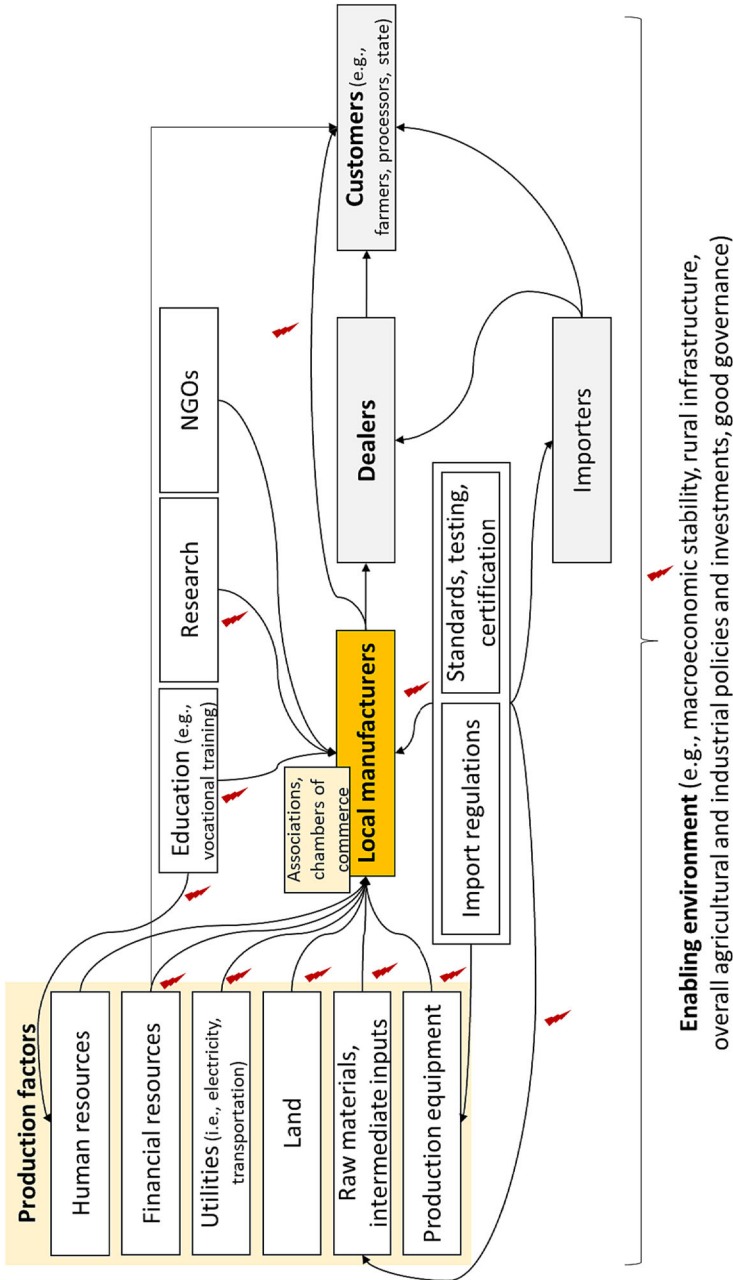 Production factors
Human resources
Financial resources
Utilities (i.e., electricity,
transportation)
Land
Raw materials,
intermediate inputs
Production equipment
Education (e.g.,
vocational training)
Research
NGOs
Associations,
chambers of
commerce
Local manufacturers
Dealers
Customers (e.g.,
farmers, processors, state)
Import regulations
Standards, testing,
certification
Importers
Enabling environment (e.g., macroeconomic stability, rural infrastructure,
overall agricultural and industrial policies and investments, good governance)